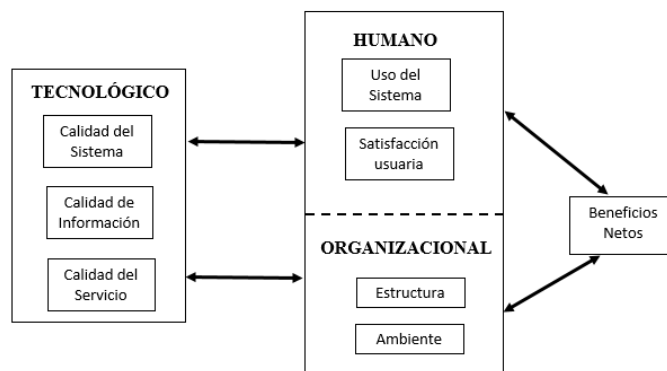 TECNOLÓGICO
Calidad del
Sistema
Calidad de
Información
Calidad del
Servicio
HUMANO
Uso del
Sistema
Satisfacción
usuaria
ORGANIZACIONAL
Estructura
Ambiente
Beneficios
Netos